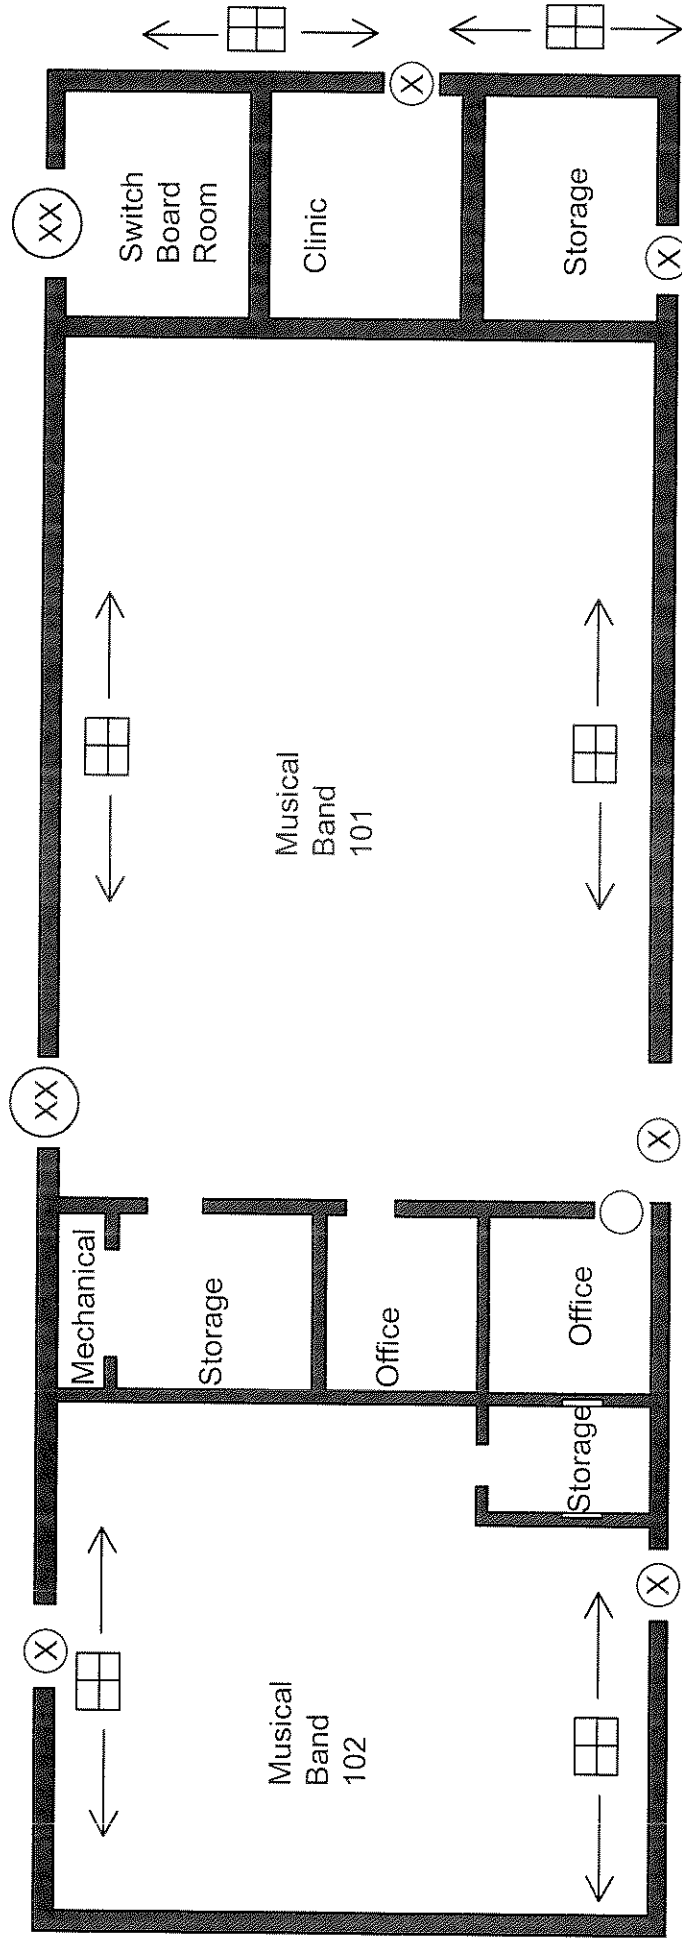 XX
Switch
Board
Room
Clinic
X
Storage
X
XX
Musical
Band
101
X
Mechanical
Storage
Office
Office
Storage
X
Musical
Band
102
X